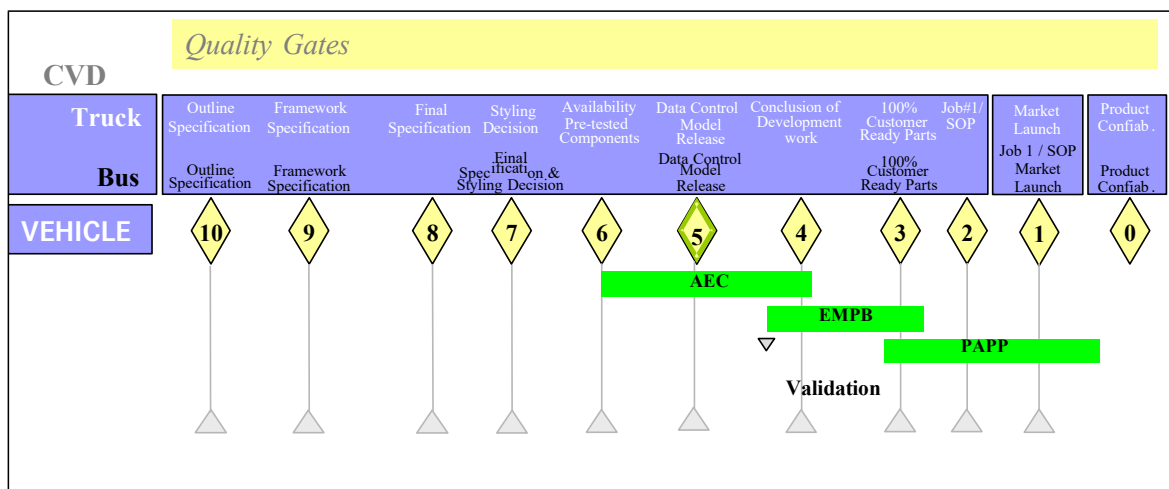 Quality Gates
CVD
Truck
Outline
Specification
Framework
Specification
Final
Specification
Styling
Decision
Availability
Pre-tested
Components
Data Control
Model
Release
Conclusion of
Development
work
100%
Customer
Ready Parts
Job#1/
SOP
Market
Launch
Product
Confiab .
Bus
Outline
Specification
Framework
Specification
Final
Specification &
Styling Decision
Data Control
Model
Release
100%
Customer
Ready Parts
Job 1 / SOP
Market
Launch
Product
Confiab .
VEHICLE
10
9
8
7
6
5
4
3
2
1
0
AEC
EMPB
PAPP
Validation